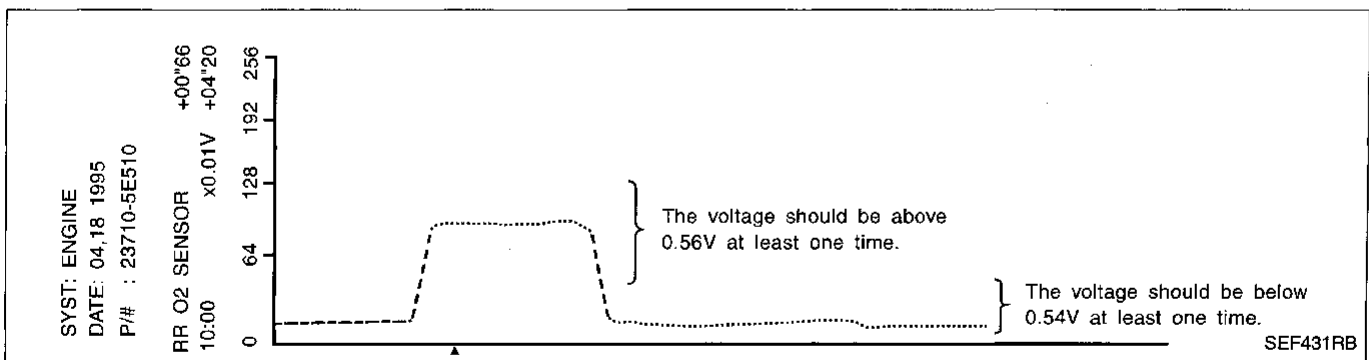 SYST: ENGINE
DATE: 04,18 1995
P/# : 23710-5E510
RR O2 SENSOR +00"66
10:00 x0.01V +04"20
256
192
128
64
0
The voltage should be above
0.56V at least one time.
The voltage should be below
0.54V at least one time.
SEF431RB